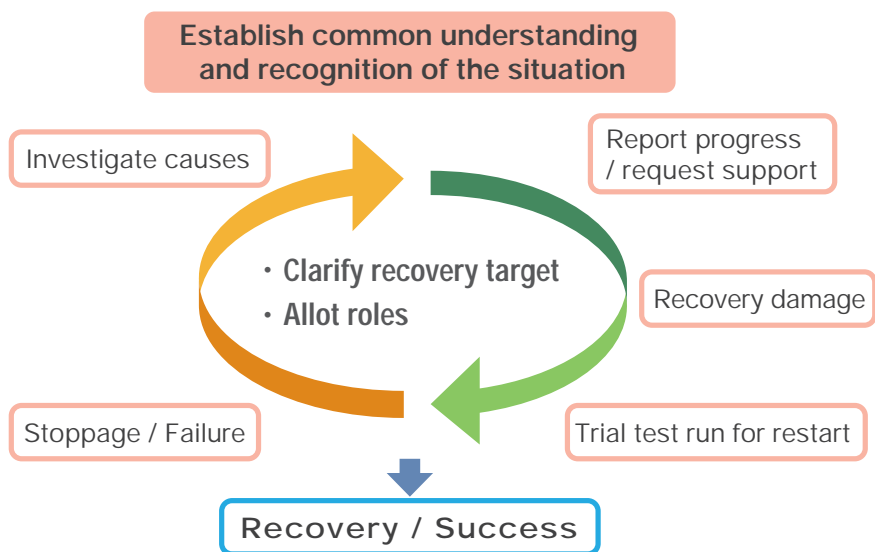 Establish common understanding
and recognition of the situation
Investigate causes
Report progress
/ request support
・Clarify recovery target
・Allot roles
Recovery damage
Stoppage / Failure
Trial test run for restart
Recovery / Success